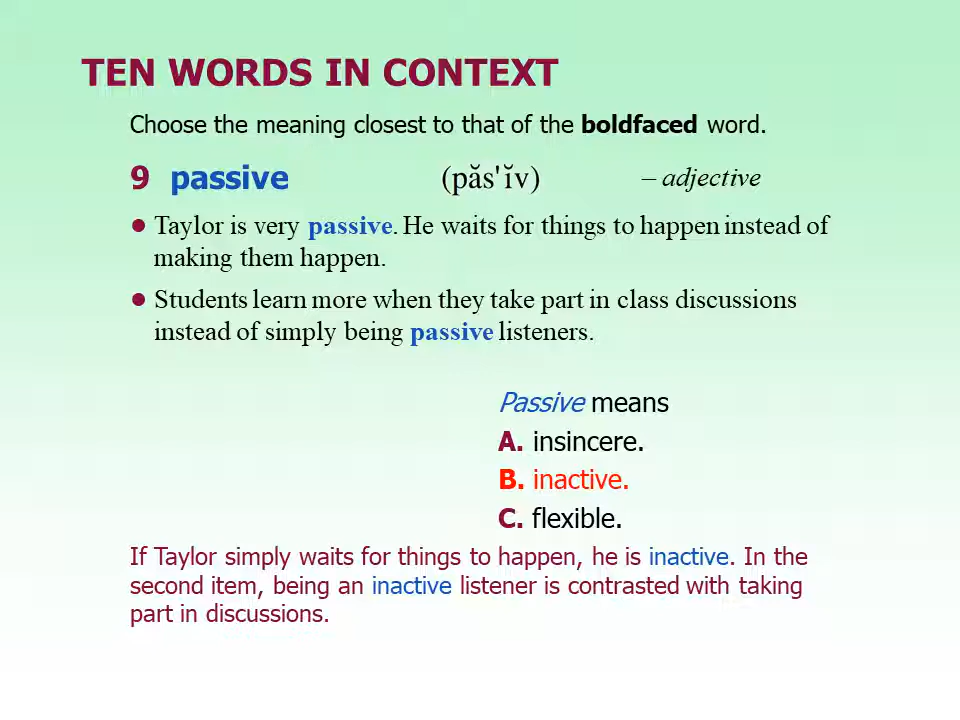 TEN WORDS IN CONTEXT
Choose the meaning closest to that of the boldfaced word.
9 passive (păs'ĭv) – adjective
● Taylor is very passive. He waits for things to happen instead of
making them happen.
● Students learn more when they take part in class discussions
instead of simply being passive listeners.
Passive means
A. insincere.
B. inactive.
C. flexible.
If Taylor simply waits for things to happen, he is inactive. In the
second item, being an inactive listener is contrasted with taking
part in discussions.